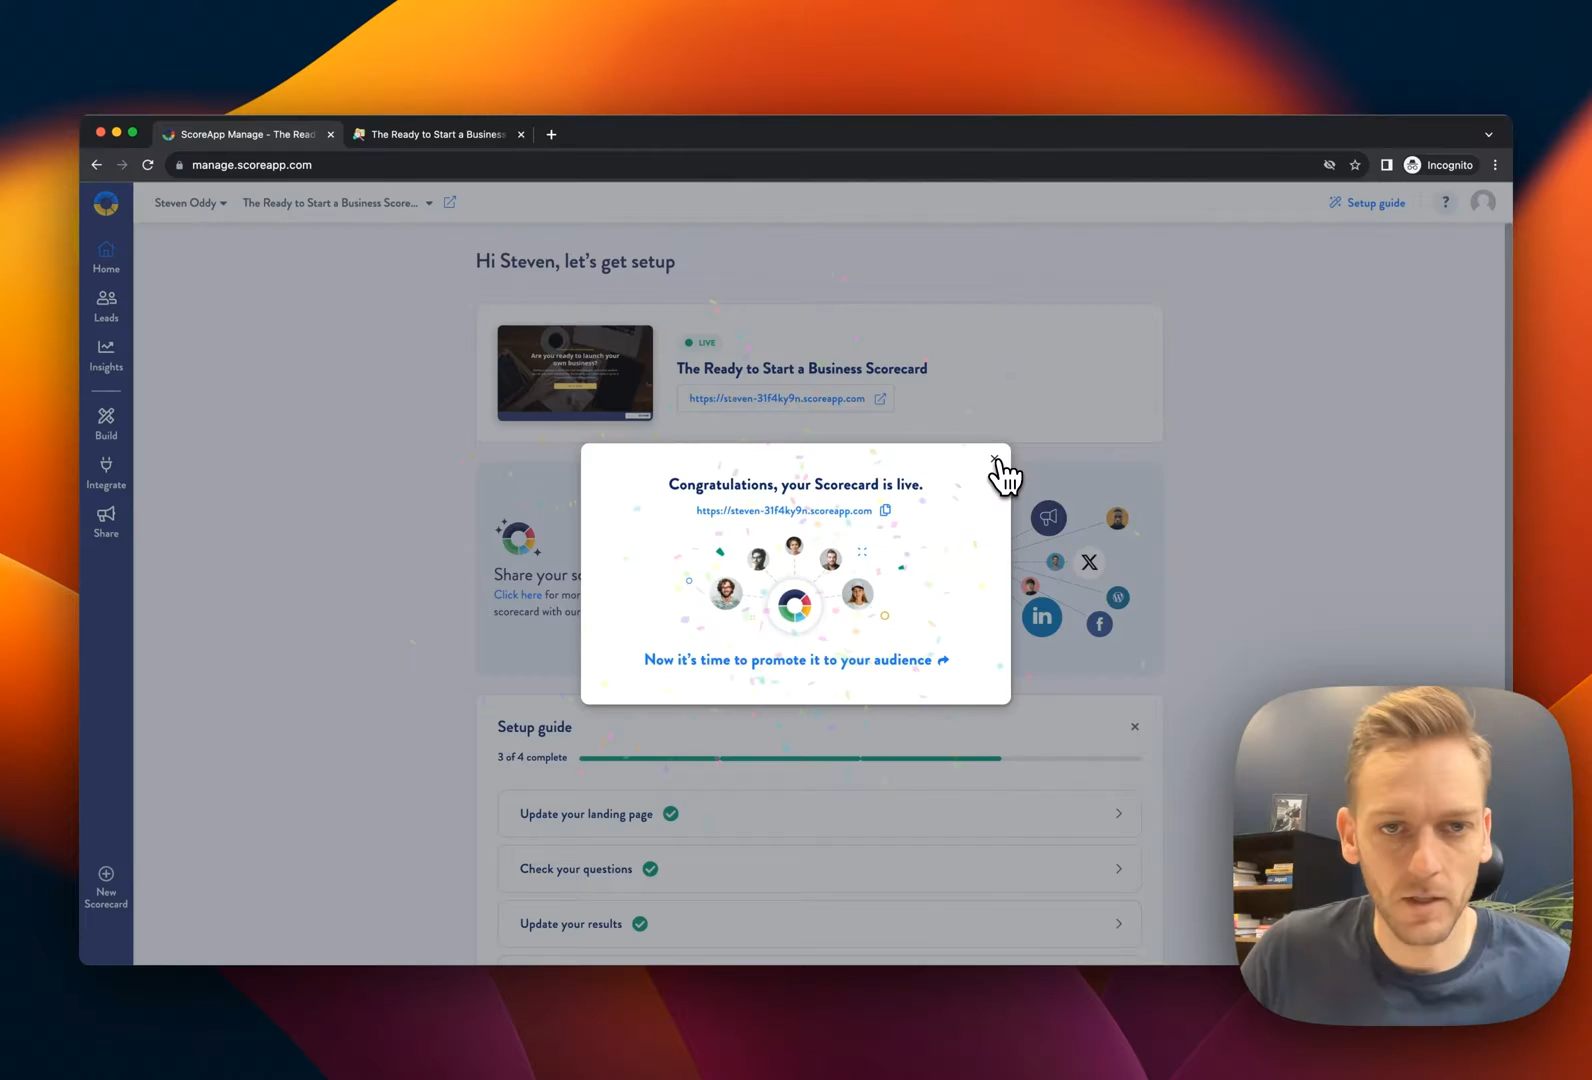 ScoreApp Manage - The Read
The Ready to Start a Business
manage.scoreapp.com
Incognito
Steven Oddy
The Ready to Start a Business Score...
Setup guide
?
Home
Leads
Insights
Build
Integrate
Share
New
Scorecard
Hi Steven, let's get setup
Are you ready to launch your
own business?
LIVE
The Ready to Start a Business Scorecard
https://steven-31f4ky9n.scoreapp.com
Share your sc
Click here for mor
scorecard with our
Congratulations, your Scorecard is live.
https://steven-31f4ky9n.scoreapp.com
Now it's time to promote it to your audience
X
in
f
Setup guide
3 of 4 complete
Update your landing page
Check your questions
Update your results